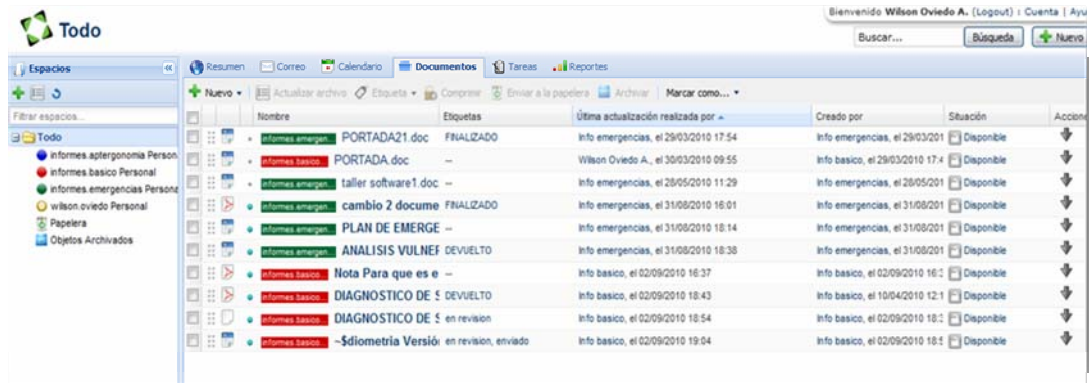 Bienvenido Wilson Oviedo A. (Logout) | Cuenta | Ayu
Todo
Buscar... Búsqueda Nuevo
Espacios
Resumen Correo Calendario Documentos Tareas Reportes
Nuevo Actualizar archivo Etiqueta Comprimir Enviar a la papelera Archivar Marcar como...
Filtrar espacios...
Nombre Etiquetas Última actualización realizada por Creado por Situación Accione
Todo
informes.aptergonomia Person
informes.basico Personal
informes.emergencias Persona
wilson.oviedo Personal
Papelera
Objetos Archivados
informes.emergen... PORTADA21.doc FINALIZADO Info emergencias, el 29/03/2010 17:54 Info emergencias, el 29/03/201 Disponible
informes.basico... PORTADA.doc -- Wilson Oviedo A., el 30/03/2010 09:55 Info basico, el 29/03/2010 17:4 Disponible
informes.emergen... taller software1.doc -- Info emergencias, el 28/05/2010 11:29 Info emergencias, el 28/05/201 Disponible
informes.emergen... cambio 2 docume FINALIZADO Info emergencias, el 31/08/2010 16:01 Info emergencias, el 31/08/201 Disponible
informes.emergen... PLAN DE EMERGE -- Info emergencias, el 31/08/2010 18:14 Info emergencias, el 31/08/201 Disponible
informes.emergen... ANALISIS VULNEF DEVUELTO Info emergencias, el 31/08/2010 18:38 Info emergencias, el 31/08/201 Disponible
informes.basico... Nota Para que es e -- Info basico, el 02/09/2010 16:37 Info basico, el 02/09/2010 16: Disponible
informes.basico... DIAGNOSTICO DE S DEVUELTO Info basico, el 02/09/2010 18:43 Info basico, el 10/04/2010 12:1 Disponible
informes.basico... DIAGNOSTICO DE S en revision Info basico, el 02/09/2010 18:54 Info basico, el 02/09/2010 18: Disponible
informes.basico... ~$diometria Versió en revision, enviado Info basico, el 02/09/2010 19:04 Info basico, el 02/09/2010 18:5 Disponible